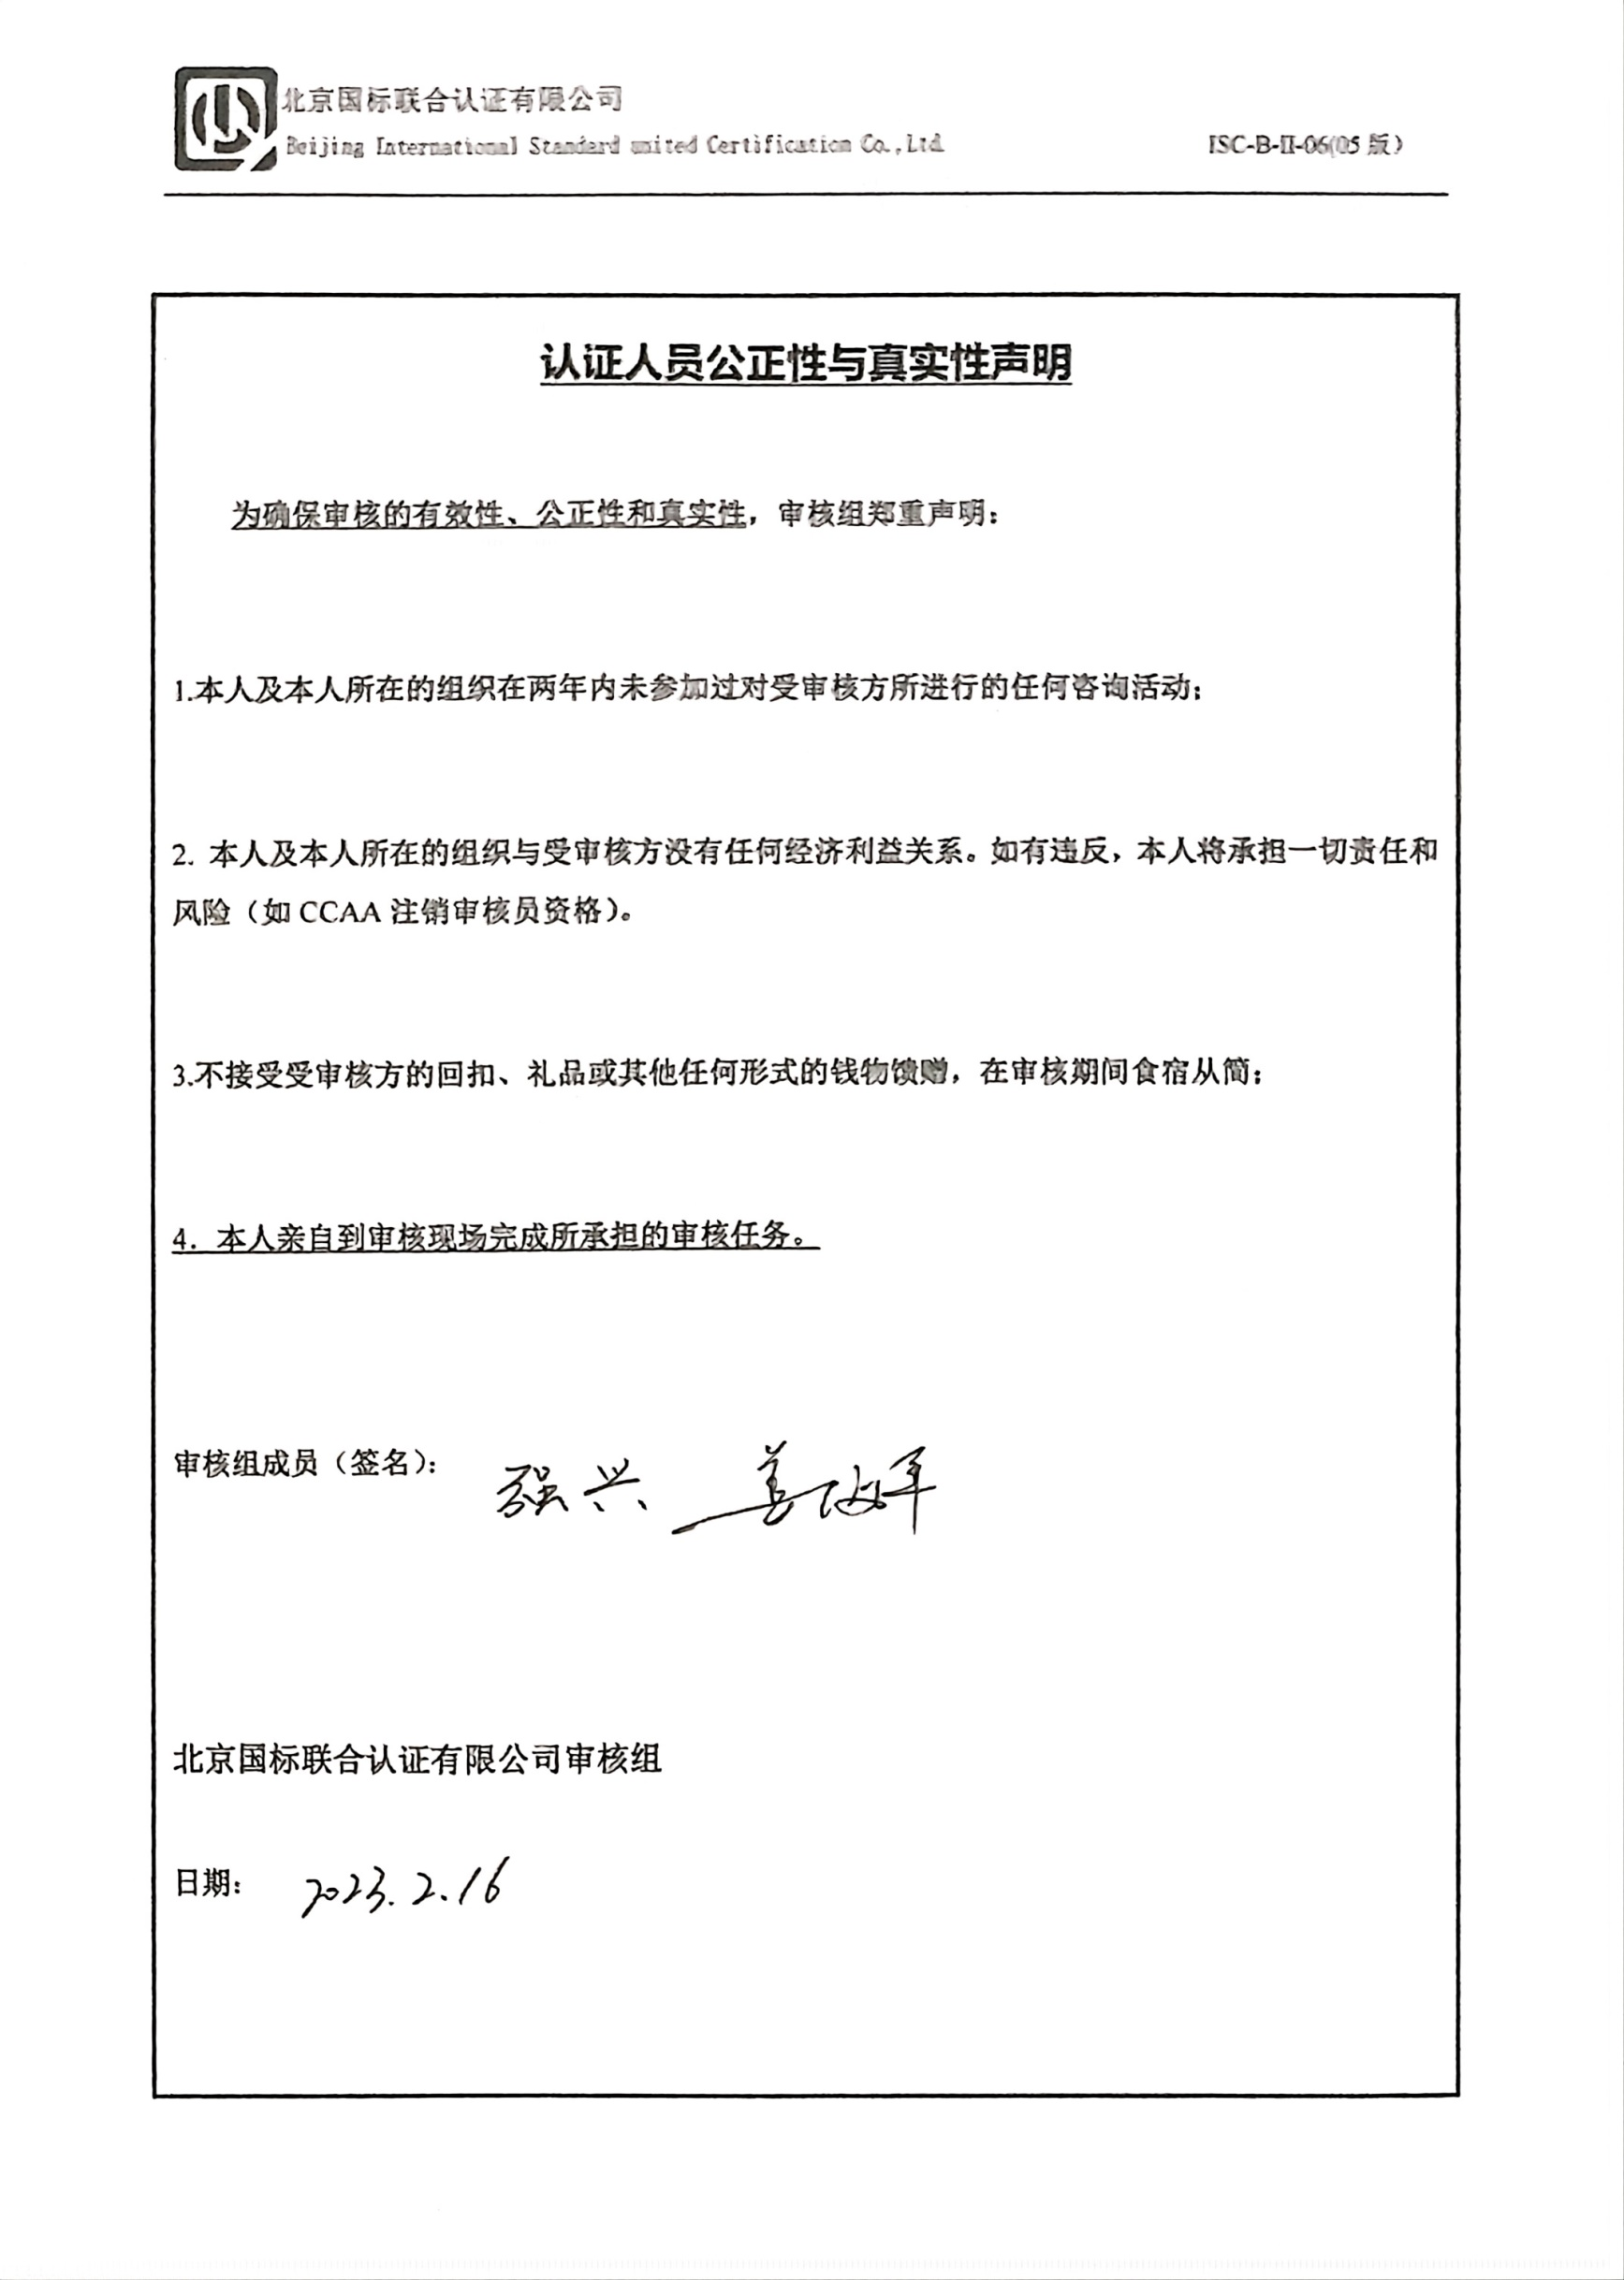 北京国标联合认证有限公司
Beijing International Standard united Certification Co.,Ltd.
ISC-B-II-06(05版)
认证人员公正性与真实性声明
为确保审核的有效性、公正性和真实性，审核组郑重声明：
1.本人及本人所在的组织在两年内未参加过对受审核方所进行的任何咨询活动；
2. 本人及本人所在的组织与受审核方没有任何经济利益关系。如有违反，本人将承担一切责任和
风险（如 CCAA 注销审核员资格）。
3.不接受受审核方的回扣、礼品或其他任何形式的钱物馈赠，在审核期间食宿从简；
4. 本人亲自到审核现场完成所承担的审核任务。
审核组成员（签名）： 强兴
北京国标联合认证有限公司审核组
日期： 2023.2.16